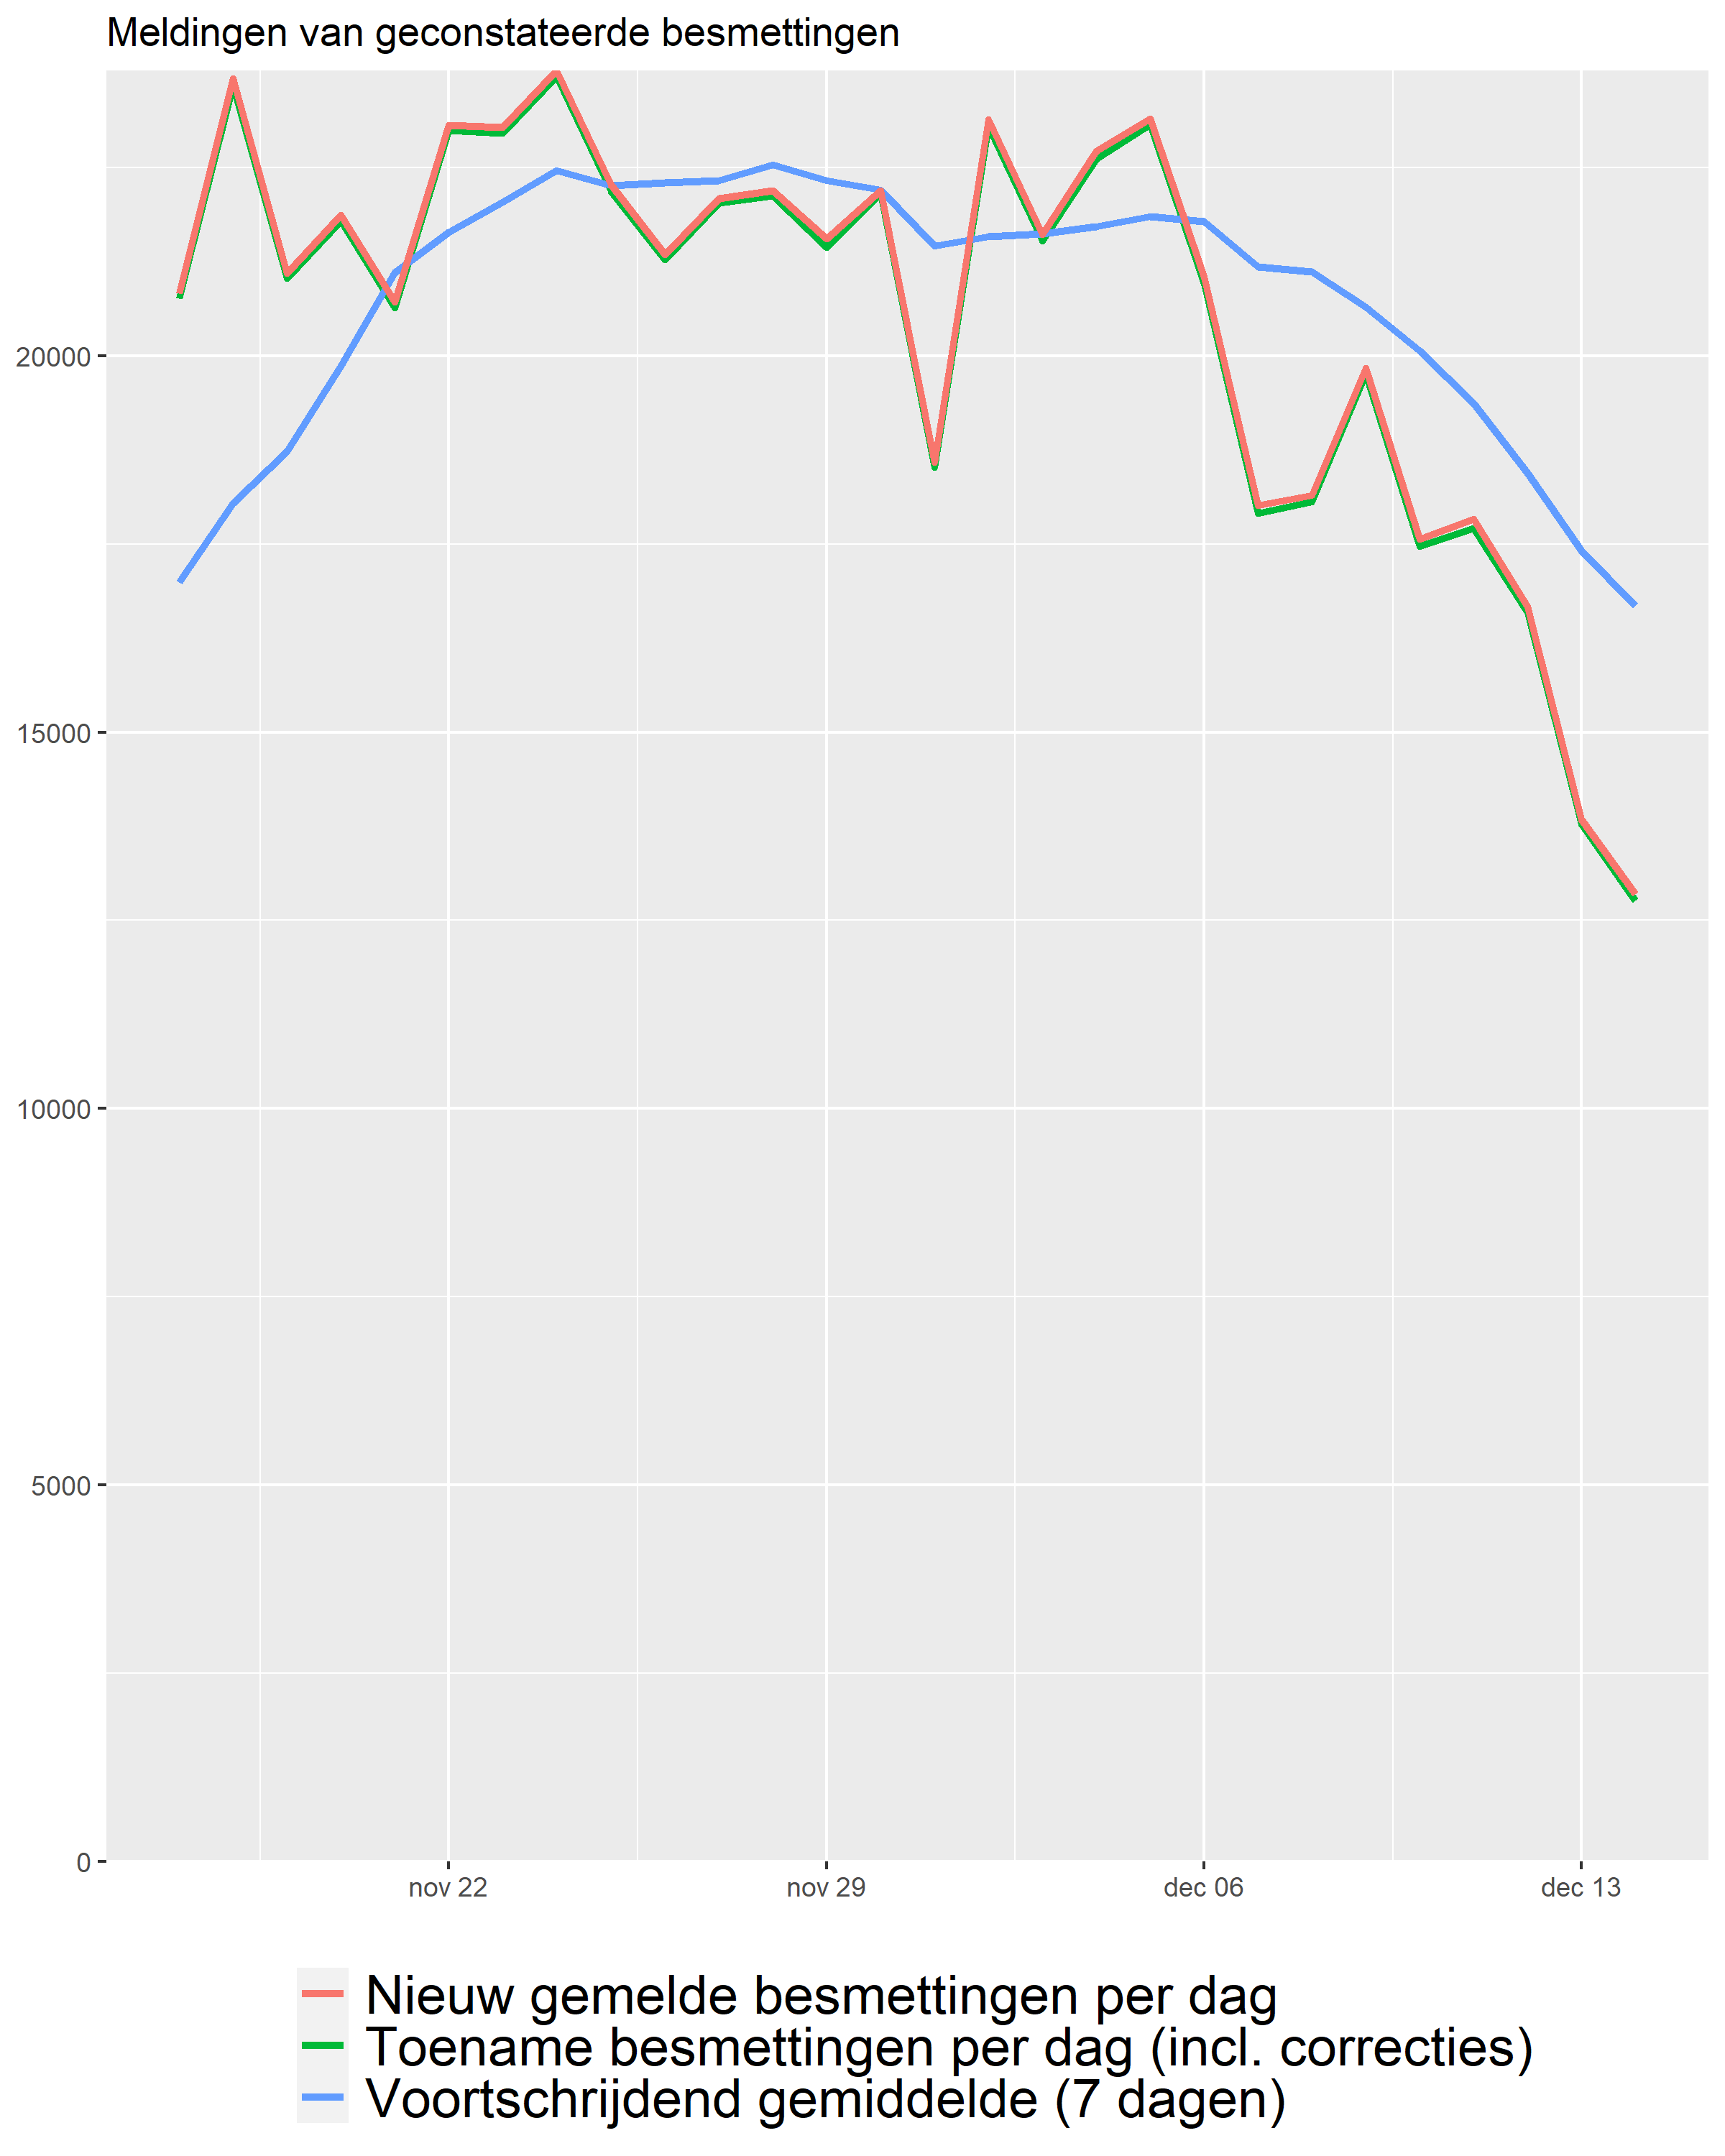 Meldingen van geconstateerde besmettingen
20000
15000
10000
5000
0
nov 22
nov 29
dec 06
dec 13
Nieuw gemelde besmettingen per dag
Toename besmettingen per dag (incl. correcties)
Voortschrijdend gemiddelde (7 dagen)